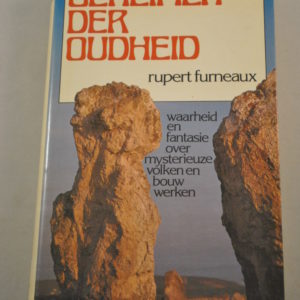 GEHEIMEN
DER
OUDHEID
rupert furneaux
waarheid
en
fantasie
over
mysterieuze
volken en
bouw
werken